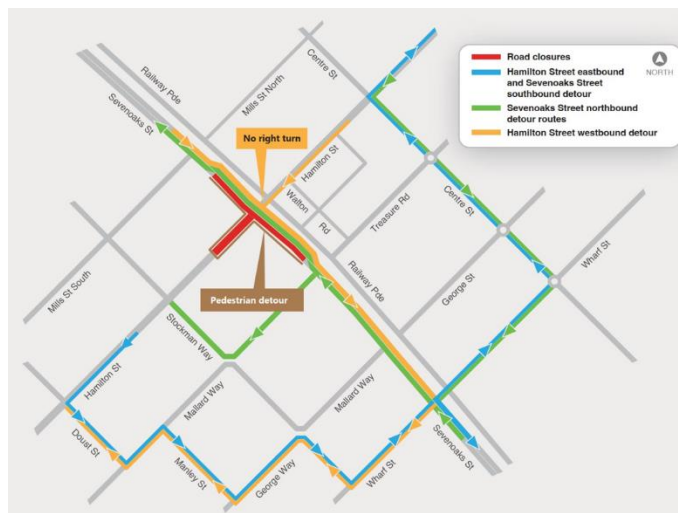 Road closures
Hamilton Street eastbound
and Sevenoaks Street
southbound detour
Sevenoaks Street northbound
detour routes
Hamilton Street westbound detour
NORTH
Centre St
Railway Pde
Mills St North
Sevenoaks St
No right turn
Hamilton St
Walton
Rd
Treasure Rd
Centre St
Wharf St
Railway Pde
George St
Pedestrian detour
Mills St South
Stockman Way
Hamilton St
Mallard Way
Mallard Way
Doust St
Manley St
George Way
Wharf St
Sevenoaks St